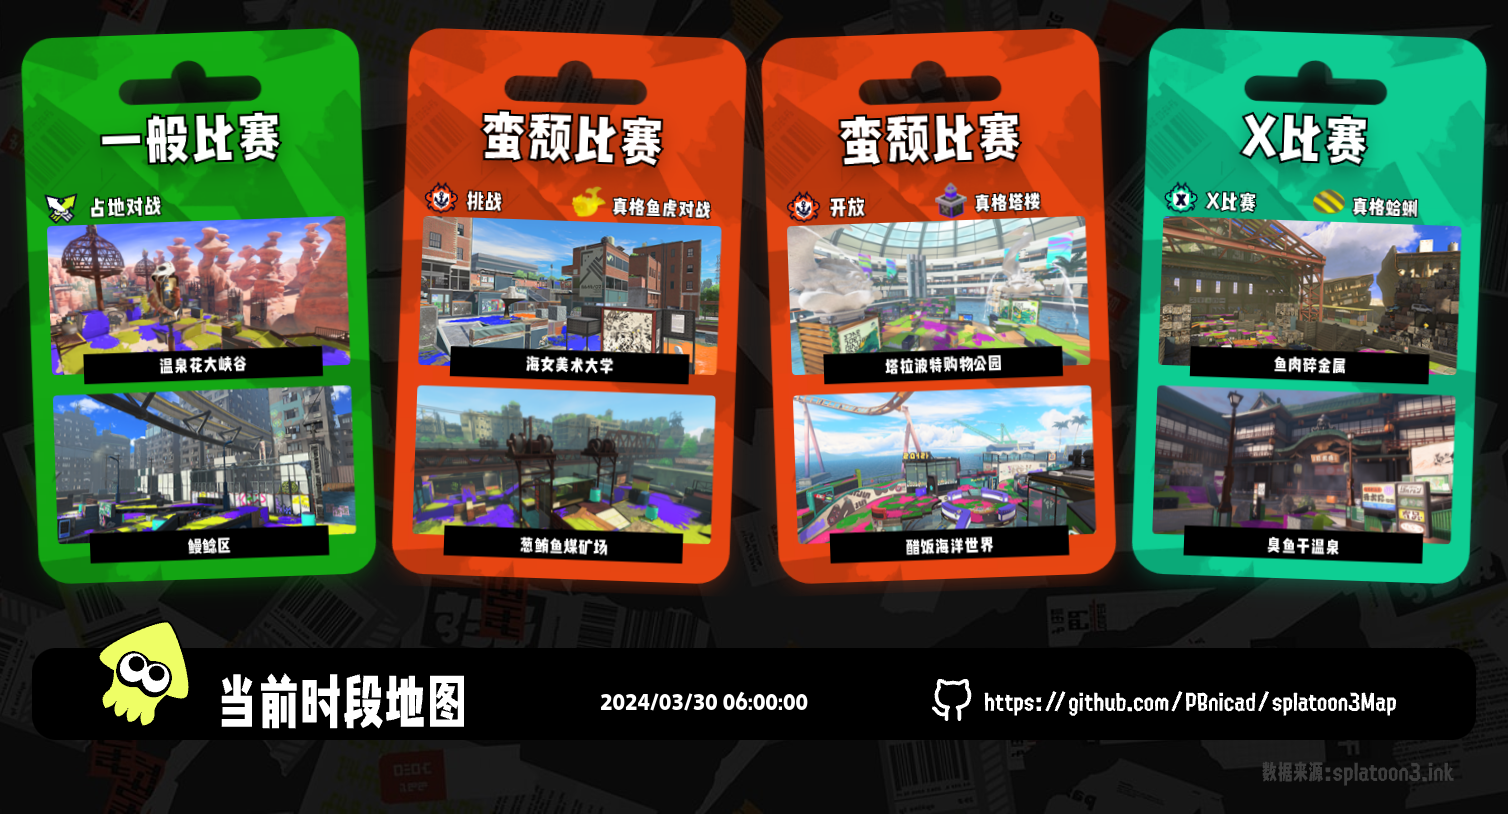 一般比赛
占地对战
温泉花大峡谷
鳗鲶区
蛮颓比赛
挑战
真格鱼虎对战
海女美术大学
葱鲔鱼煤矿场
蛮颓比赛
开放
真格塔楼
塔拉波特购物公园
醋饭海洋世界
X比赛
X比赛
真格蛤蜊
鱼肉碎金属
臭鱼干温泉
当前时段地图
2024/03/30 06:00:00
https://github.com/PBnicad/splatoon3Map
数据来源:splatoon3.ink